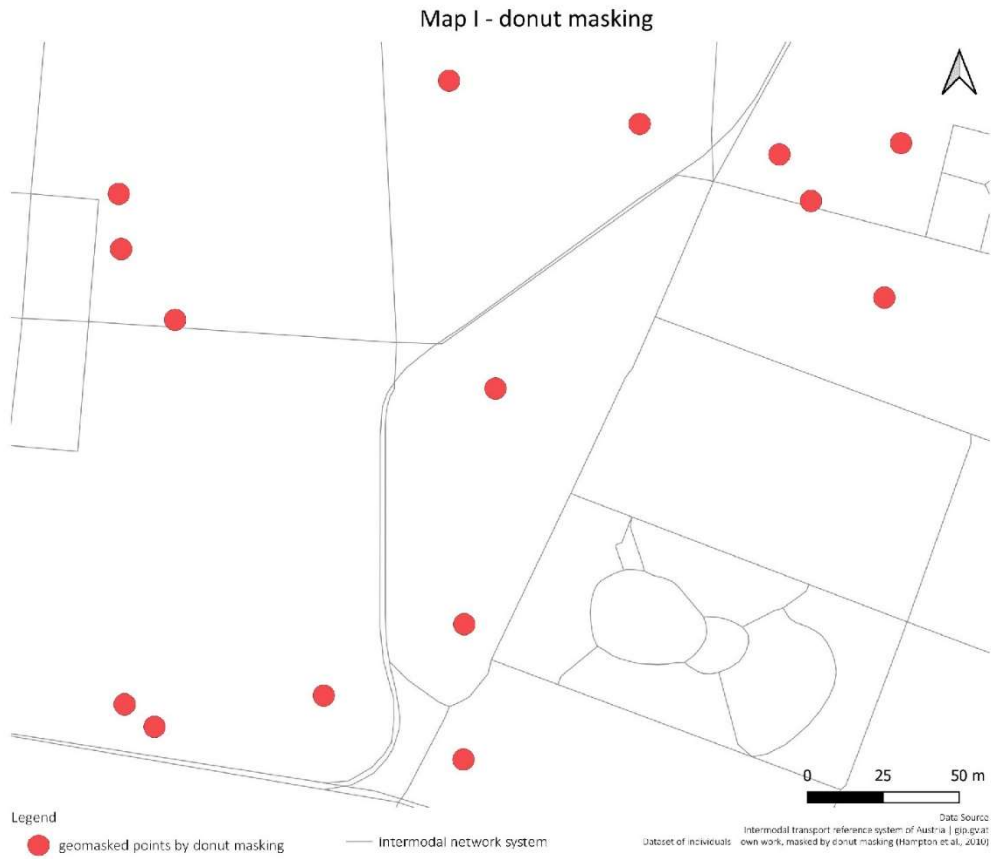 Map I - donut masking
0 25 50 m
Legend
geomasked points by donut masking
Intermodal network system
Data Source
Intermodal transport reference system of Austria | gip.gv.at
Dataset of individuals - own work, masked by donut masking (Hampton et al., 2010)